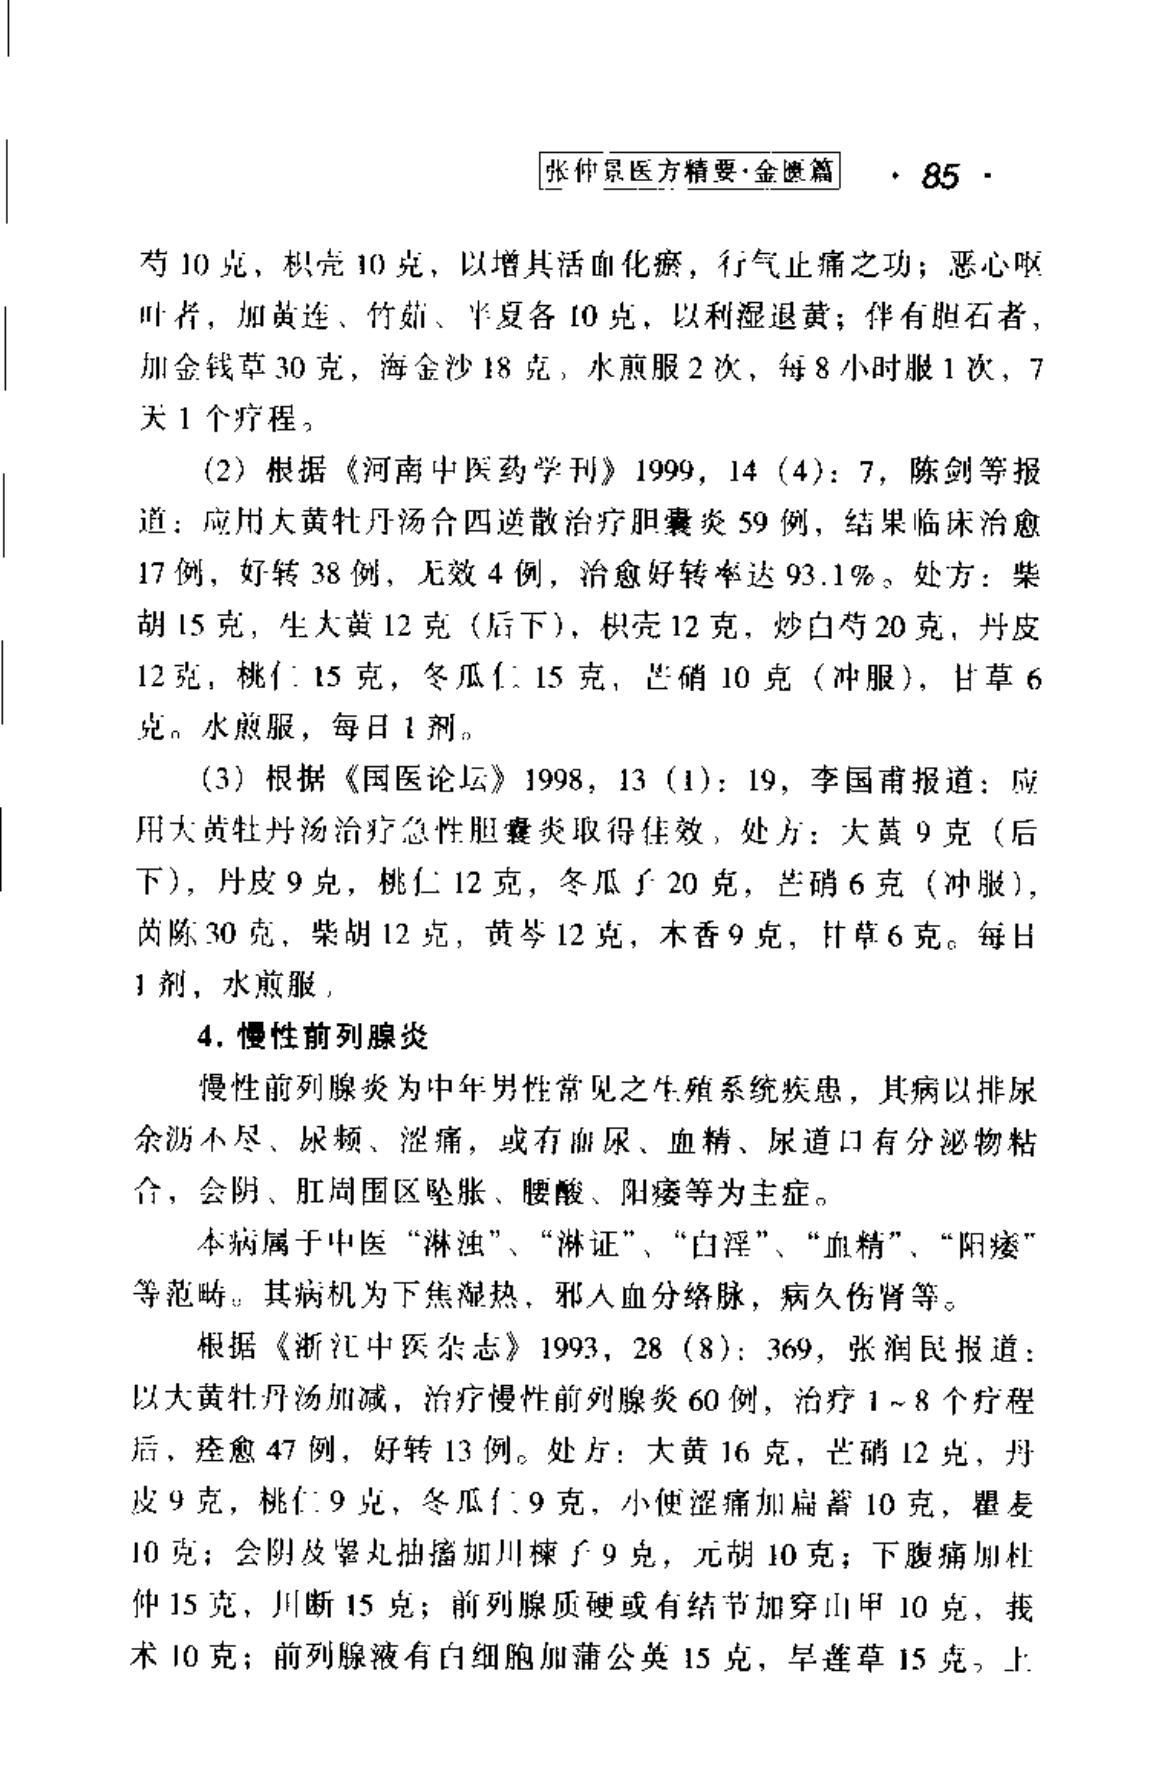 张仲景医方精要·金匮篇 · 85 ·
芍 10 克，枳壳 10 克，以增其活血化瘀，行气止痛之功；恶心呕
吐者，加黄连、竹茹、半夏各 10 克，以利湿退黄；伴有胆石者，
加金钱草 30 克，海金沙 18 克。水煎服 2 次，每 8 小时服 1 次，7
天 1 个疗程。
（2）根据《河南中医药学刊》1999，14（4）：7，陈剑等报
道：应用大黄牡丹汤合四逆散治疗胆囊炎 59 例，结果临床治愈
17 例，好转 38 例，无效 4 例，治愈好转率达 93.1%。处方：柴
胡 15 克，生大黄 12 克（后下），枳壳 12 克，炒白芍 20 克，丹皮
12 克，桃仁 15 克，冬瓜仁 15 克，芒硝 10 克（冲服），甘草 6
克。水煎服，每日 1 剂。
（3）根据《国医论坛》1998，13（1）：19，李国甫报道：应
用大黄牡丹汤治疗急性胆囊炎取得佳效。处方：大黄 9 克（后
下），丹皮 9 克，桃仁 12 克，冬瓜子 20 克，芒硝 6 克（冲服），
茵陈 30 克，柴胡 12 克，黄芩 12 克，木香 9 克，甘草 6 克。每日
1 剂，水煎服。
4. 慢性前列腺炎
慢性前列腺炎为中年男性常见之生殖系统疾患，其病以排尿
余沥不尽、尿频、涩痛，或有血尿、血精、尿道口有分泌物粘
合，会阴、肛周围区坠胀、腰酸、阳痿等为主症。
本病属于中医“淋浊”、“淋证”、“白淫”、“血精”、“阳痿”
等范畴。其病机为下焦湿热，邪入血分络脉，病久伤肾等。
根据《浙江中医杂志》1993，28（8）：369，张润民报道：
以大黄牡丹汤加减，治疗慢性前列腺炎 60 例，治疗 1~8 个疗程
后，痊愈 47 例，好转 13 例。处方：大黄 16 克，芒硝 12 克，丹
皮 9 克，桃仁 9 克，冬瓜仁 9 克，小便涩痛加扁蓄 10 克，瞿麦
10 克；会阴及睾丸抽搐加川楝子 9 克，元胡 10 克；下腹痛加杜
仲 15 克，川断 15 克；前列腺质硬或有结节加穿山甲 10 克，莪
术 10 克；前列腺液有白细胞加蒲公英 15 克，旱莲草 15 克。上